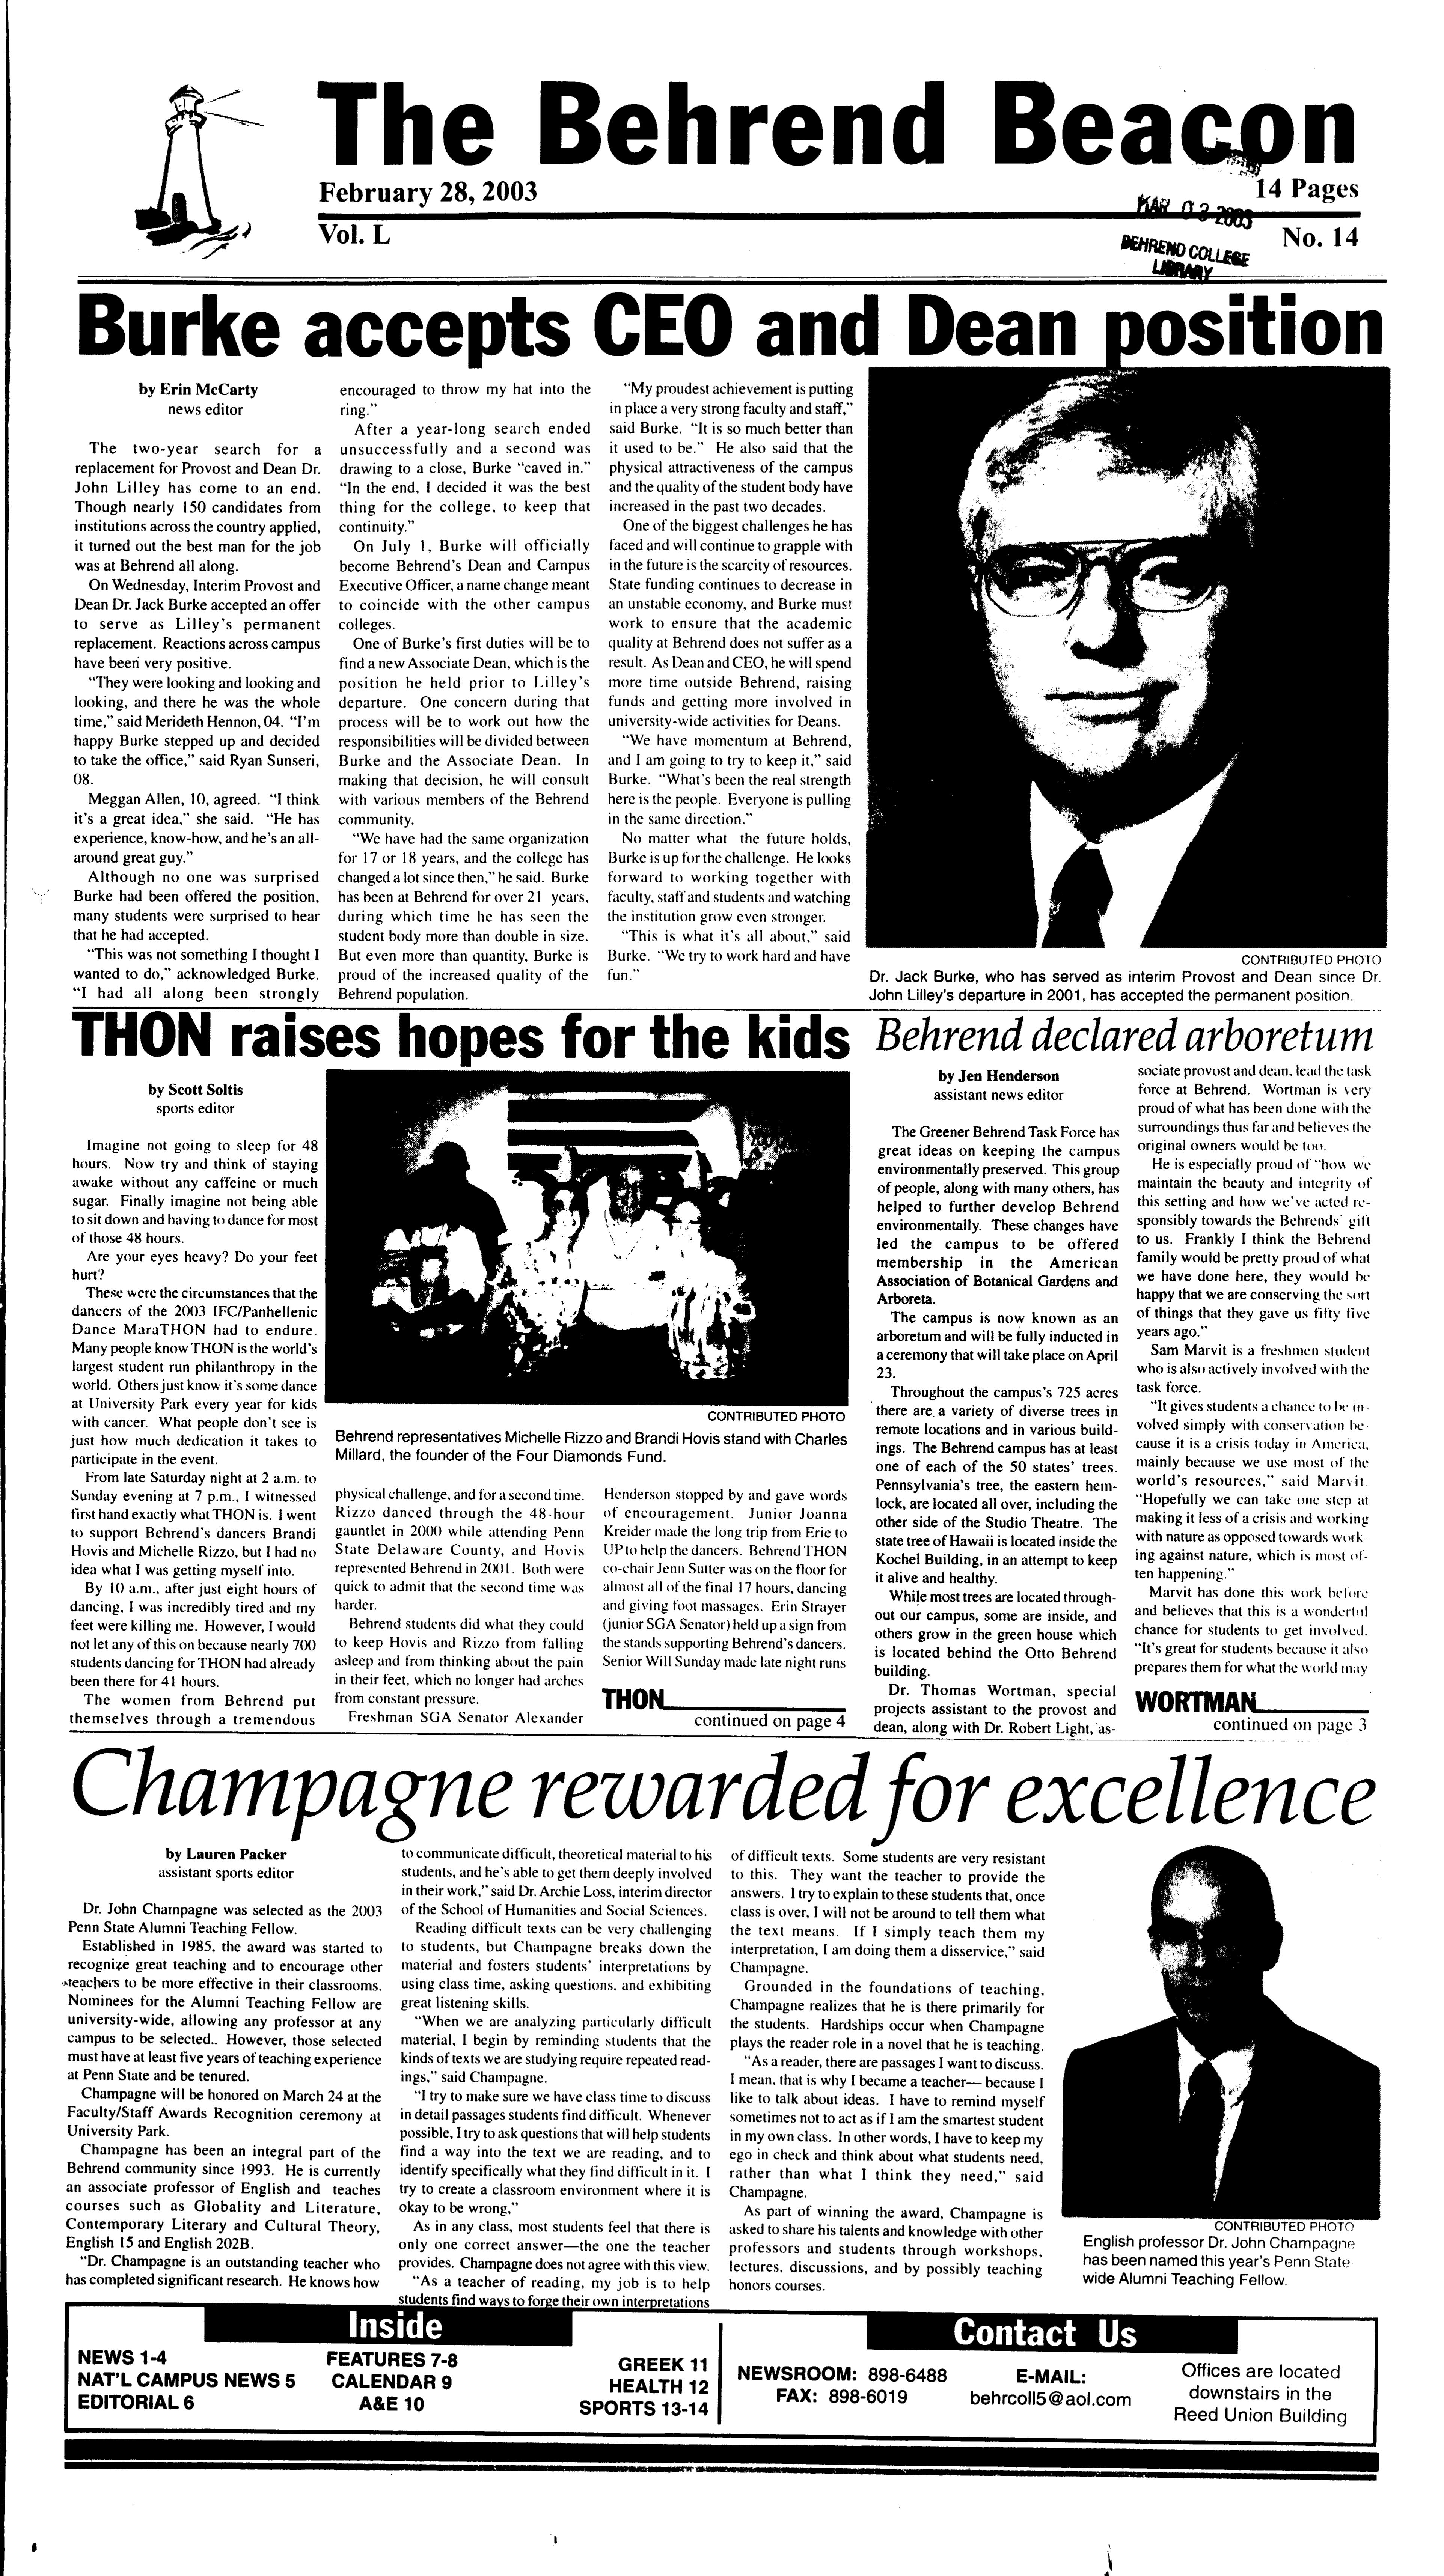 The Behrend Beacon
February 28, 2003
14 Pages
Vol. L
No. 14
MAR 03 2003
BEHREND COLLEGE
LIBRARY
Burke accepts CEO and Dean position
by Erin McCarty
news editor
The two-year search for a
replacement for Provost and Dean Dr.
John Lilley has come to an end.
Though nearly 150 candidates from
institutions across the country applied,
it turned out the best man for the job
was at Behrend all along.
On Wednesday, Interim Provost and
Dean Dr. Jack Burke accepted an offer
to serve as Lilley's permanent
replacement. Reactions across campus
have been very positive.
"They were looking and looking and
looking, and there he was the whole
time," said Merideth Hennon, 04. "I'm
happy Burke stepped up and decided
to take the office," said Ryan Sunseri,
08.
Meggan Allen, 10, agreed. "I think
it's a great idea," she said. "He has
experience, know-how, and he's an all-
around great guy."
Although no one was surprised
Burke had been offered the position,
many students were surprised to hear
that he had accepted.
"This was not something I thought I
wanted to do," acknowledged Burke.
"I had all along been strongly
encouraged to throw my hat into the
ring."
After a year-long search ended
unsuccessfully and a second was
drawing to a close, Burke "caved in."
"In the end, I decided it was the best
thing for the college, to keep that
continuity."
On July 1, Burke will officially
become Behrend's Dean and Campus
Executive Officer, a name change meant
to coincide with the other campus
colleges.
One of Burke's first duties will be to
find a new Associate Dean, which is the
position he held prior to Lilley's
departure. One concern during that
process will be to work out how the
responsibilities will be divided between
Burke and the Associate Dean. In
making that decision, he will consult
with various members of the Behrend
community.
"We have had the same organization
for 17 or 18 years, and the college has
changed a lot since then," he said. Burke
has been at Behrend for over 21 years,
during which time he has seen the
student body more than double in size.
But even more than quantity, Burke is
proud of the increased quality of the
Behrend population.
"My proudest achievement is putting
in place a very strong faculty and staff,"
said Burke. "It is so much better than
it used to be." He also said that the
physical attractiveness of the campus
and the quality of the student body have
increased in the past two decades.
One of the biggest challenges he has
faced and will continue to grapple with
in the future is the scarcity of resources.
State funding continues to decrease in
an unstable economy, and Burke must
work to ensure that the academic
quality at Behrend does not suffer as a
result. As Dean and CEO, he will spend
more time outside Behrend, raising
funds and getting more involved in
university-wide activities for Deans.
"We have momentum at Behrend,
and I am going to try to keep it," said
Burke. "What's been the real strength
here is the people. Everyone is pulling
in the same direction."
No matter what the future holds,
Burke is up for the challenge. He looks
forward to working together with
faculty, staff and students and watching
the institution grow even stronger.
"This is what it's all about," said
Burke. "We try to work hard and have
fun."
CONTRIBUTED PHOTO
Dr. Jack Burke, who has served as interim Provost and Dean since Dr.
John Lilley's departure in 2001, has accepted the permanent position.
THON raises hopes for the kids
by Scott Soltis
sports editor
Imagine not going to sleep for 48
hours. Now try and think of staying
awake without any caffeine or much
sugar. Finally imagine not being able
to sit down and having to dance for most
of those 48 hours.
Are your eyes heavy? Do your feet
hurt?
These were the circumstances that the
dancers of the 2003 IFC/Panhellenic
Dance MaraTHON had to endure.
Many people know THON is the world's
largest student run philanthropy in the
world. Others just know it's some dance
at University Park every year for kids
with cancer. What people don't see is
just how much dedication it takes to
participate in the event.
From late Saturday night at 2 a.m. to
Sunday evening at 7 p.m., I witnessed
first hand exactly what THON is. I went
to support Behrend's dancers Brandi
Hovis and Michelle Rizzo, but I had no
idea what I was getting myself into.
By 10 a.m., after just eight hours of
dancing, I was incredibly tired and my
feet were killing me. However, I would
not let any of this on because nearly 700
students dancing for THON had already
been there for 41 hours.
The women from Behrend put
themselves through a tremendous
CONTRIBUTED PHOTO
Behrend representatives Michelle Rizzo and Brandi Hovis stand with Charles
Millard, the founder of the Four Diamonds Fund.
physical challenge, and for a second time.
Rizzo danced through the 48-hour
gauntlet in 2000 while attending Penn
State Delaware County, and Hovis
represented Behrend in 2001. Both were
quick to admit that the second time was
harder.
Behrend students did what they could
to keep Hovis and Rizzo from falling
asleep and from thinking about the pain
in their feet, which no longer had arches
from constant pressure.
Freshman SGA Senator Alexander
Henderson stopped by and gave words
of encouragement. Junior Joanna
Kreider made the long trip from Erie to
UP to help the dancers. Behrend THON
co-chair Jenn Sutter was on the floor for
almost all of the final 17 hours, dancing
and giving foot massages. Erin Strayer
(junior SGA Senator) held up a sign from
the stands supporting Behrend's dancers.
Senior Will Sunday made late night runs
THON
continued on page 4
Behrend declared arboretum
by Jen Henderson
assistant news editor
The Greener Behrend Task Force has
great ideas on keeping the campus
environmentally preserved. This group
of people, along with many others, has
helped to further develop Behrend
environmentally. These changes have
led the campus to be offered
membership in the American
Association of Botanical Gardens and
Arboreta.
The campus is now known as an
arboretum and will be fully inducted in
a ceremony that will take place on April
23.
Throughout the campus's 725 acres
there are a variety of diverse trees in
remote locations and in various build-
ings. The Behrend campus has at least
one of each of the 50 states' trees.
Pennsylvania's tree, the eastern hem-
lock, are located all over, including the
other side of the Studio Theatre. The
state tree of Hawaii is located inside the
Kochel Building, in an attempt to keep
it alive and healthy.
While most trees are located through-
out our campus, some are inside, and
others grow in the green house which
is located behind the Otto Behrend
building.
Dr. Thomas Wortman, special
projects assistant to the provost and
dean, along with Dr. Robert Light, as-
sociate provost and dean, lead the task
force at Behrend. Wortman is very
proud of what has been done with the
surroundings thus far and believes the
original owners would be too.
He is especially proud of "how we
maintain the beauty and integrity of
this setting and how we've acted re-
sponsibly towards the Behrends' gift
to us. Frankly I think the Behrend
family would be pretty proud of what
we have done here, they would be
happy that we are conserving the sort
of things that they gave us fifty five
years ago."
Sam Marvit is a freshmen student
who is also actively involved with the
task force.
"It gives students a chance to be in-
volved simply with conservation be-
cause it is a crisis today in America,
mainly because we use most of the
world's resources," said Marvit.
"Hopefully we can take one step at
making it less of a crisis and working
with nature as opposed towards work-
ing against nature, which is most of-
ten happening."
Marvit has done this work before
and believes that this is a wonderful
chance for students to get involved.
"It's great for students because it also
prepares them for what the world may
WORTMAN
continued on page 3
Champagne rewarded for excellence
by Lauren Packer
assistant sports editor
Dr. John Champagne was selected as the 2003
Penn State Alumni Teaching Fellow.
Established in 1985, the award was started to
recognize great teaching and to encourage other
teachers to be more effective in their classrooms.
Nominees for the Alumni Teaching Fellow are
university-wide, allowing any professor at any
campus to be selected.. However, those selected
must have at least five years of teaching experience
at Penn State and be tenured.
Champagne will be honored on March 24 at the
Faculty/Staff Awards Recognition ceremony at
University Park.
Champagne has been an integral part of the
Behrend community since 1993. He is currently
an associate professor of English and teaches
courses such as Globality and Literature,
Contemporary Literary and Cultural Theory,
English 15 and English 202B.
"Dr. Champagne is an outstanding teacher who
has completed significant research. He knows how
to communicate difficult, theoretical material to his
students, and he's able to get them deeply involved
in their work," said Dr. Archie Loss, interim director
of the School of Humanities and Social Sciences.
Reading difficult texts can be very challenging
to students, but Champagne breaks down the
material and fosters students' interpretations by
using class time, asking questions, and exhibiting
great listening skills.
"When we are analyzing particularly difficult
material, I begin by reminding students that the
kinds of texts we are studying require repeated read-
ings," said Champagne.
"I try to make sure we have class time to discuss
in detail passages students find difficult. Whenever
possible, I try to ask questions that will help students
find a way into the text we are reading, and to
identify specifically what they find difficult in it. I
try to create a classroom environment where it is
okay to be wrong,"
As in any class, most students feel that there is
only one correct answer—the one the teacher
provides. Champagne does not agree with this view.
"As a teacher of reading, my job is to help
students find ways to forge their own interpretations
of difficult texts. Some students are very resistant
to this. They want the teacher to provide the
answers. I try to explain to these students that, once
class is over, I will not be around to tell them what
the text means. If I simply teach them my
interpretation, I am doing them a disservice," said
Champagne.
Grounded in the foundations of teaching,
Champagne realizes that he is there primarily for
the students. Hardships occur when Champagne
plays the reader role in a novel that he is teaching.
"As a reader, there are passages I want to discuss.
I mean, that is why I became a teacher— because I
like to talk about ideas. I have to remind myself
sometimes not to act as if I am the smartest student
in my own class. In other words, I have to keep my
ego in check and think about what students need,
rather than what I think they need," said
Champagne.
As part of winning the award, Champagne is
asked to share his talents and knowledge with other
professors and students through workshops,
lectures, discussions, and by possibly teaching
honors courses.
CONTRIBUTED PHOTO
English professor Dr. John Champagne
has been named this year's Penn State-
wide Alumni Teaching Fellow.
Inside
NEWS 1-4
NAT'L CAMPUS NEWS 5
EDITORIAL 6
FEATURES 7-8
CALENDAR 9
A&E 10
GREEK 11
HEALTH 12
SPORTS 13-14
Contact Us
NEWSROOM: 898-6488
FAX: 898-6019
E-MAIL:
behrcoll5@aol.com
Offices are located
downstairs in the
Reed Union Building